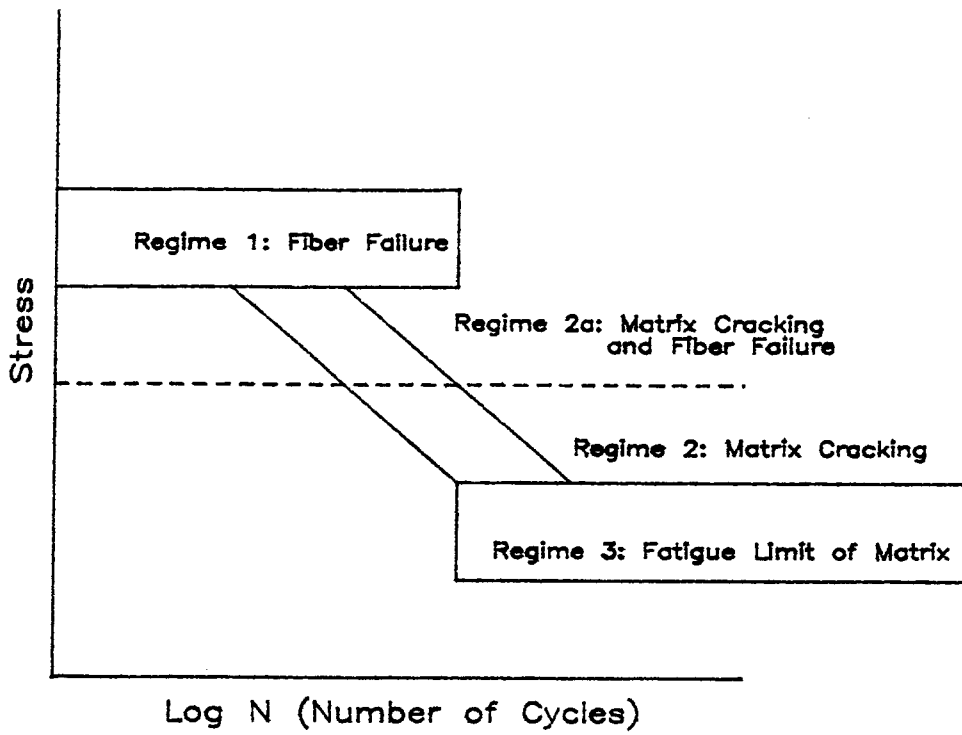 Regime 1: Fiber Failure
Regime 2a: Matrix Cracking
and Fiber Failure
Stress
Regime 2: Matrix Cracking
Regime 3: Fatigue Limit of Matrix
Log N (Number of Cycles)